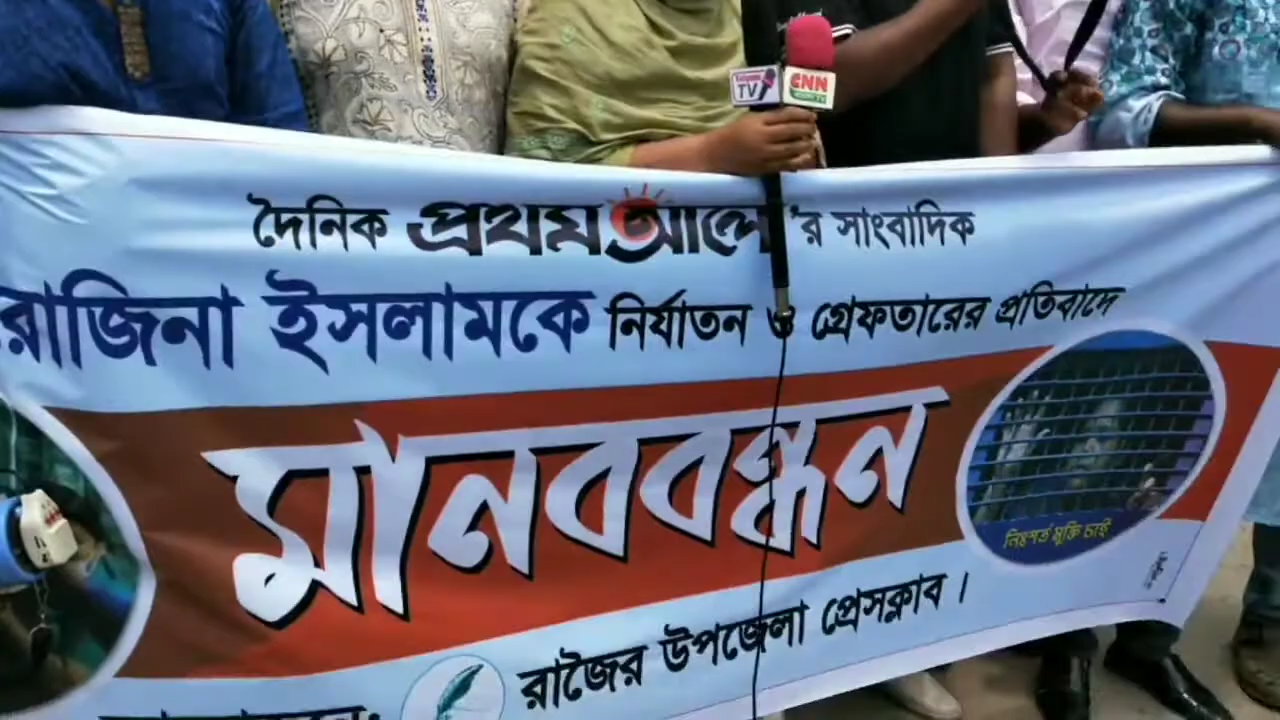 TV
CNN
দৈনিক প্রথম আলো'র সাংবাদিক
রোজিনা ইসলামকে নির্যাতন ও গ্রেফতারের প্রতিবাদে
মানববন্ধন
নিঃশর্ত মুক্তি চাই
রাজৈর উপজেলা প্রেসক্লাব।